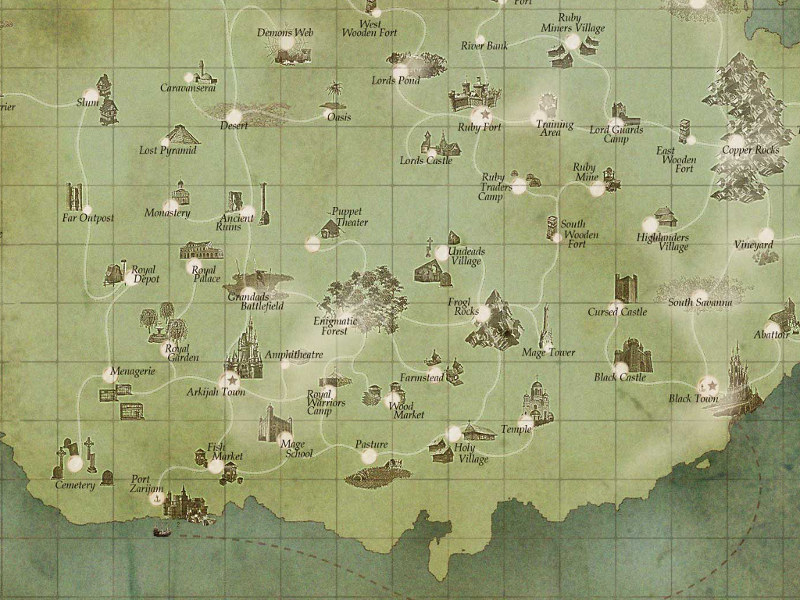 Fort
West
Wooden Fort
Ruby
Miners Village
Demons Web
River Bank
Caravanserai
Lords Pond
Slum
rier
Oasis
Desert
Ruby Fort
Training
Area
Lord Guards
Camp
Lost Pyramid
Lords Castle
East
Wooden
Fort
Copper Rocks
Ruby
Traders
Camp
Ruby
Mine
Far Outpost
Monastery
Ancient
Ruins
Puppet
Theater
South
Wooden
Fort
Highlanders
Village
Vineyard
Undeads
Village
Royal
Depot
Royal
Palace
Grandads
Battlefield
Frogl
Rocks
South Savanna
Cursed Castle
Enigmatic
Forest
Abattoir
Royal
Garden
Amphitheatre
Mage Tower
Menagerie
Farmstead
Black Castle
Arkijah Town
Royal
Warriors
Camp
Wood
Market
Black Town
Temple
Mage
School
Pasture
Holy
Village
Fish
Market
Cemetery
Port
Zarijam